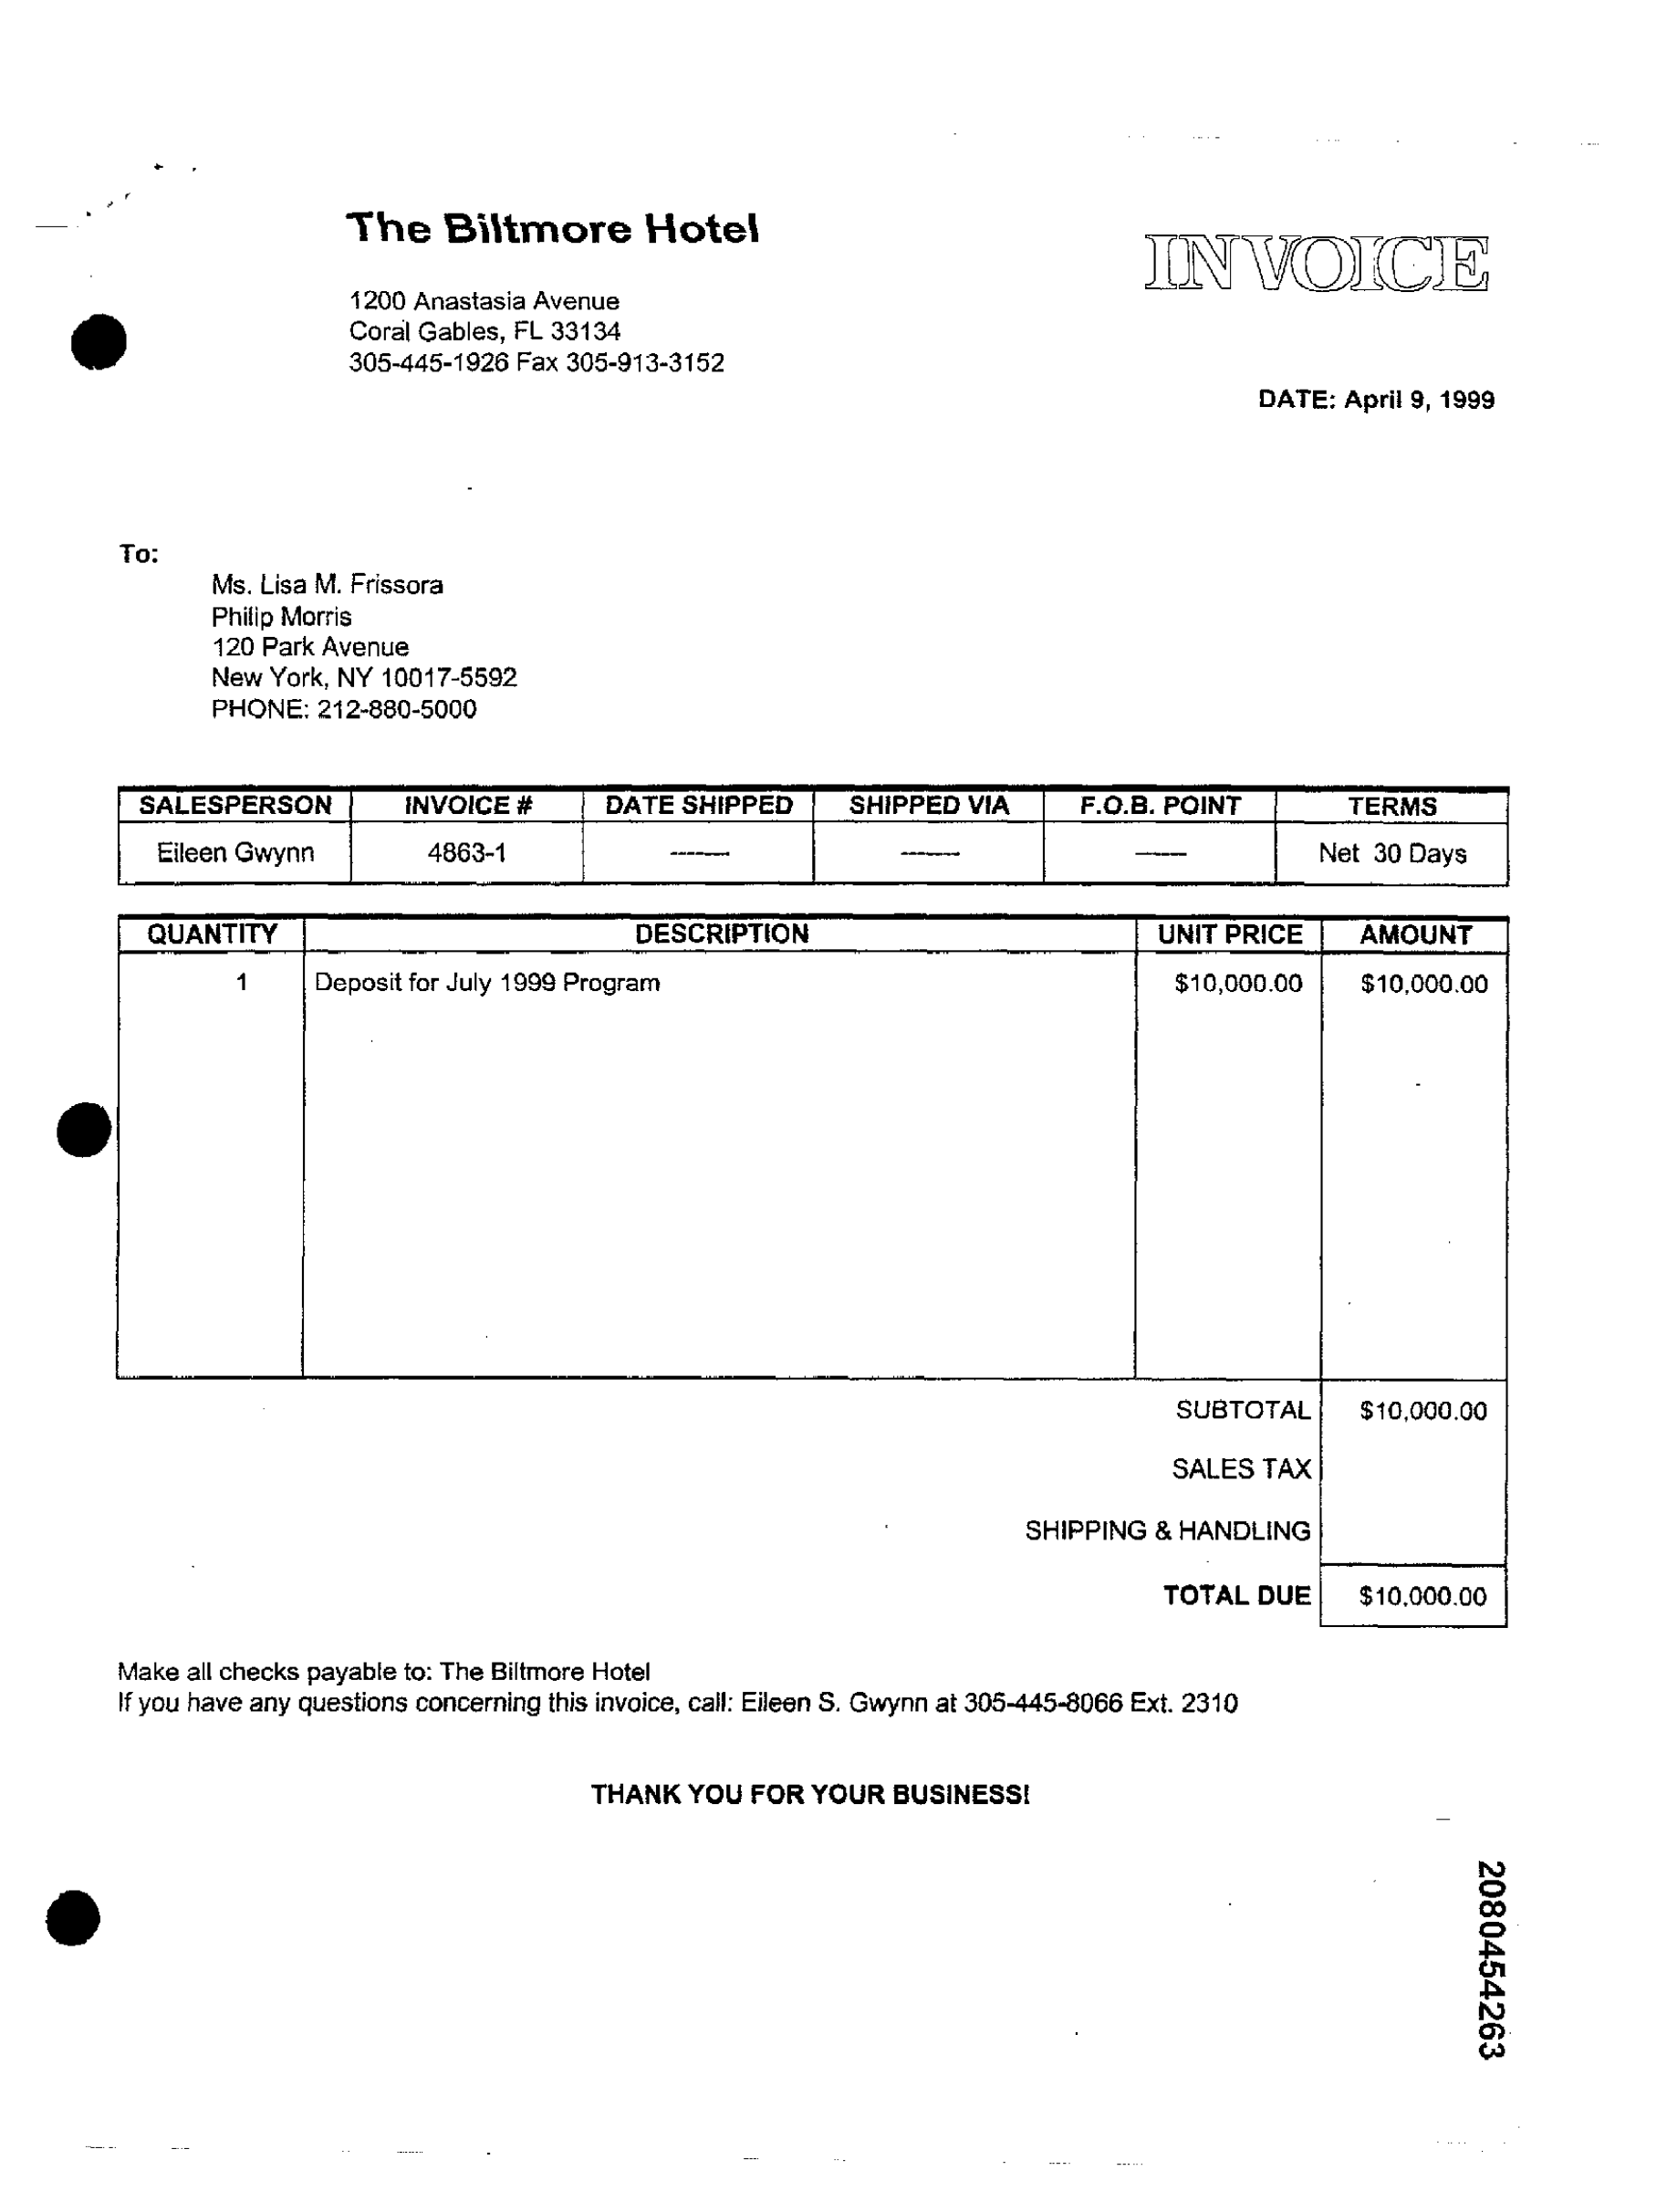 The Biltmore Hotel
INVOICE
1200 Anastasia Avenue
Coral Gables, FL 33134
305-445-1926 Fax 305-913-3152
DATE: April 9, 1999
To:
Ms. Lisa M. Frissora
Philip Morris
120 Park Avenue
New York, NY 10017-5592
PHONE: 212-880-5000
SALESPERSON INVOICE # DATE SHIPPED SHIPPED VIA F.O.B. POINT TERMS
Eileen Gwynn 4863-1 ------ ------ ----- Net 30 Days
QUANTITY DESCRIPTION UNIT PRICE AMOUNT
1 Deposit for July 1999 Program $10,000.00 $10,000.00
SUBTOTAL $10,000.00
SALES TAX
SHIPPING & HANDLING
TOTAL DUE $10,000.00
Make all checks payable to: The Biltmore Hotel
If you have any questions concerning this invoice, call: Eileen S. Gwynn at 305-445-8066 Ext. 2310
THANK YOU FOR YOUR BUSINESS!
2080454263